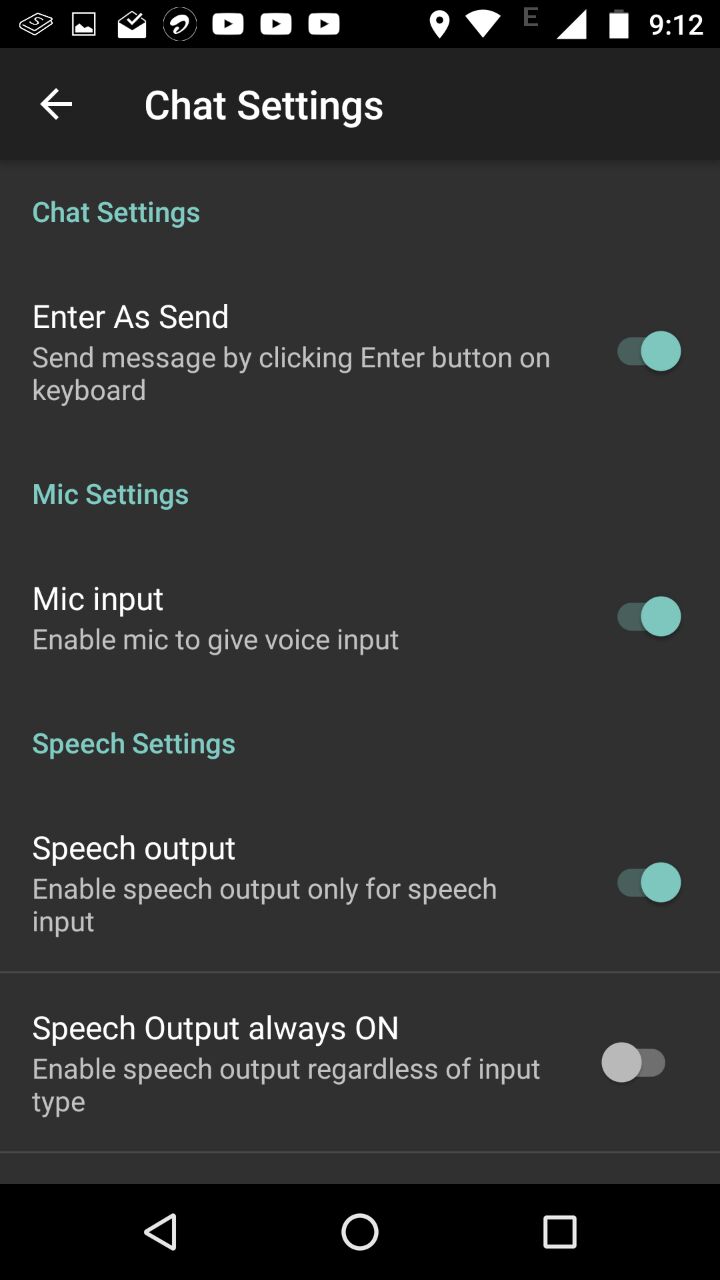 E 9:12
Chat Settings
Chat Settings
Enter As Send
Send message by clicking Enter button on
keyboard
Mic Settings
Mic input
Enable mic to give voice input
Speech Settings
Speech output
Enable speech output only for speech
input
Speech Output always ON
Enable speech output regardless of input
type